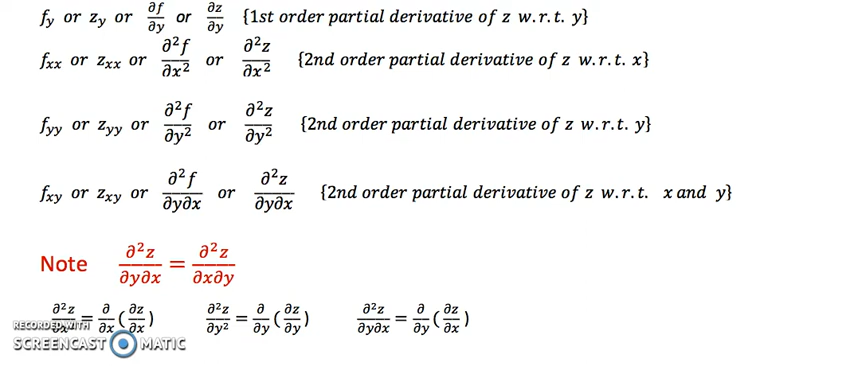 f_y or z_y or ∂f/∂y or ∂z/∂y {1st order partial derivative of z w.r.t. y}
f_xx or z_xx or ∂²f/∂x² or ∂²z/∂x² {2nd order partial derivative of z w.r.t. x}
f_yy or z_yy or ∂²f/∂y² or ∂²z/∂y² {2nd order partial derivative of z w.r.t. y}
f_xy or z_xy or ∂²f/∂y∂x or ∂²z/∂y∂x {2nd order partial derivative of z w.r.t. x and y}
Note ∂²z/∂y∂x = ∂²z/∂x∂y
∂²z/∂x² = ∂/∂x (∂z/∂x) ∂²z/∂y² = ∂/∂y (∂z/∂y) ∂²z/∂y∂x = ∂/∂y (∂z/∂x)
RECORDED WITH
SCREENCAST MATIC